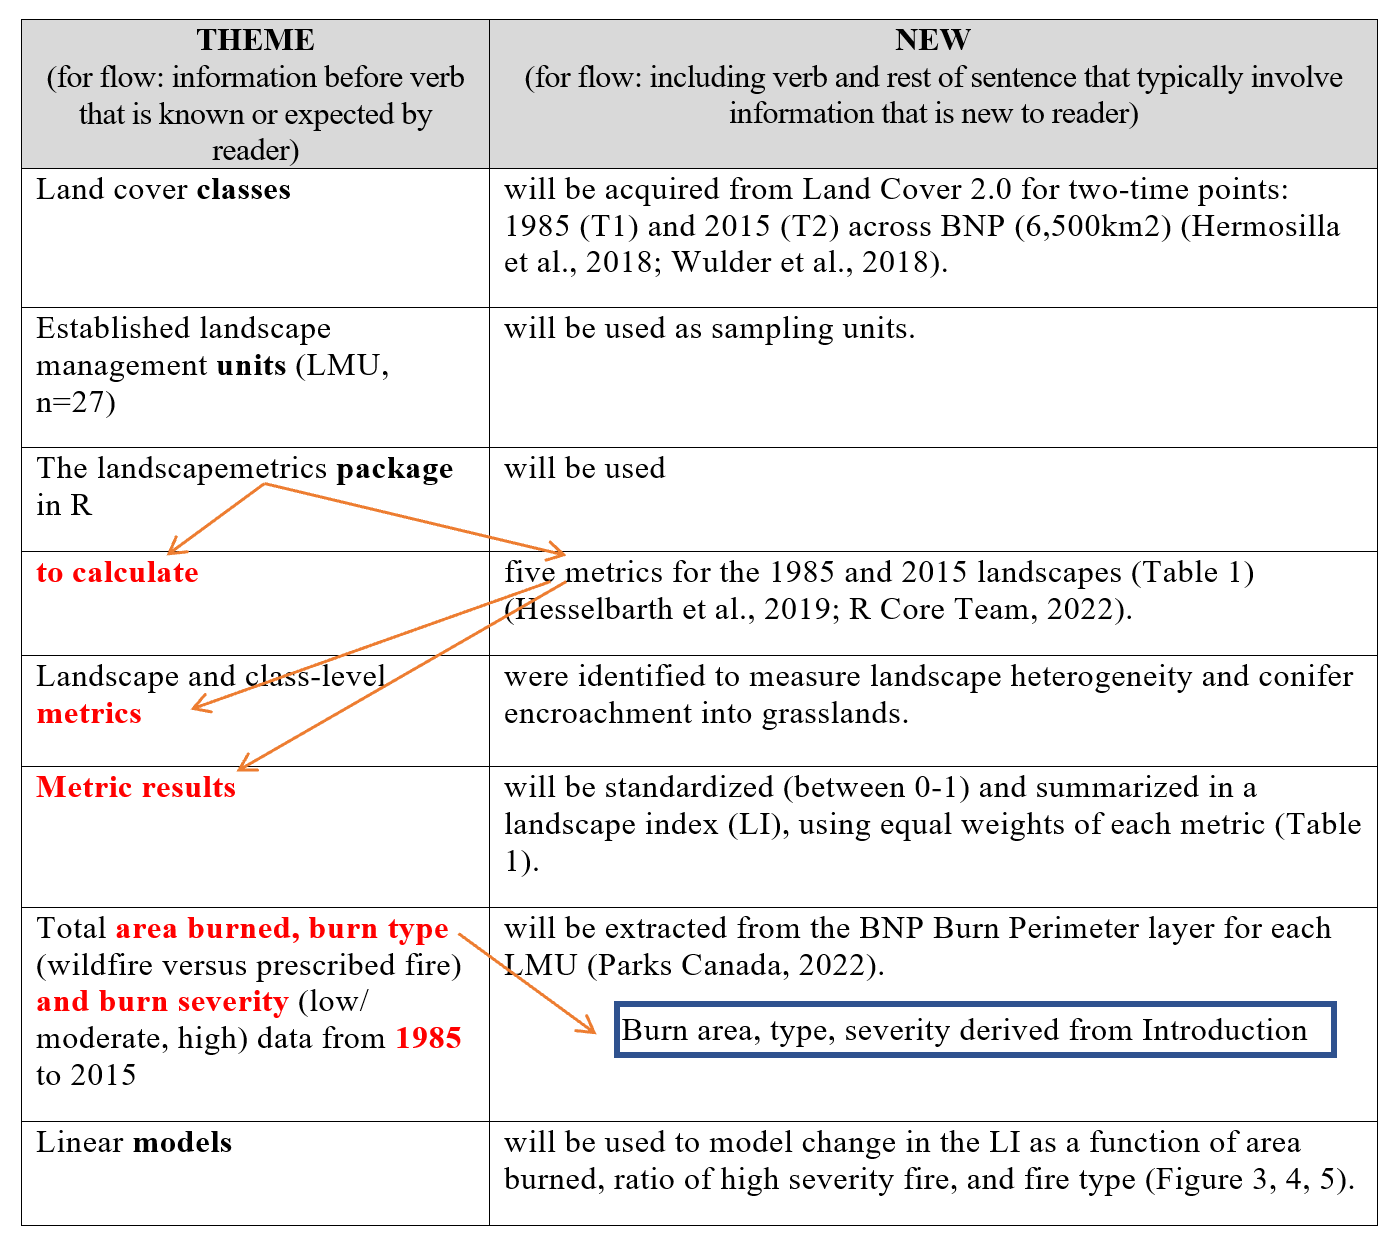 THEME
(for flow: information before verb
that is known or expected by
reader)
NEW
(for flow: including verb and rest of sentence that typically involve
information that is new to reader)
Land cover classes
will be acquired from Land Cover 2.0 for two-time points:
1985 (T1) and 2015 (T2) across BNP (6,500km2) (Hermosilla
et al., 2018; Wulder et al., 2018).
Established landscape
management units (LMU,
n=27)
will be used as sampling units.
The landscapemetrics package
in R
will be used
to calculate
five metrics for the 1985 and 2015 landscapes (Table 1)
(Hesselbarth et al., 2019; R Core Team, 2022).
Landscape and class-level
metrics
were identified to measure landscape heterogeneity and conifer
encroachment into grasslands.
Metric results
will be standardized (between 0-1) and summarized in a
landscape index (LI), using equal weights of each metric (Table
1).
Total area burned, burn type
(wildfire versus prescribed fire)
and burn severity (low/
moderate, high) data from 1985
to 2015
will be extracted from the BNP Burn Perimeter layer for each
LMU (Parks Canada, 2022).
Burn area, type, severity derived from Introduction
Linear models
will be used to model change in the LI as a function of area
burned, ratio of high severity fire, and fire type (Figure 3, 4, 5).